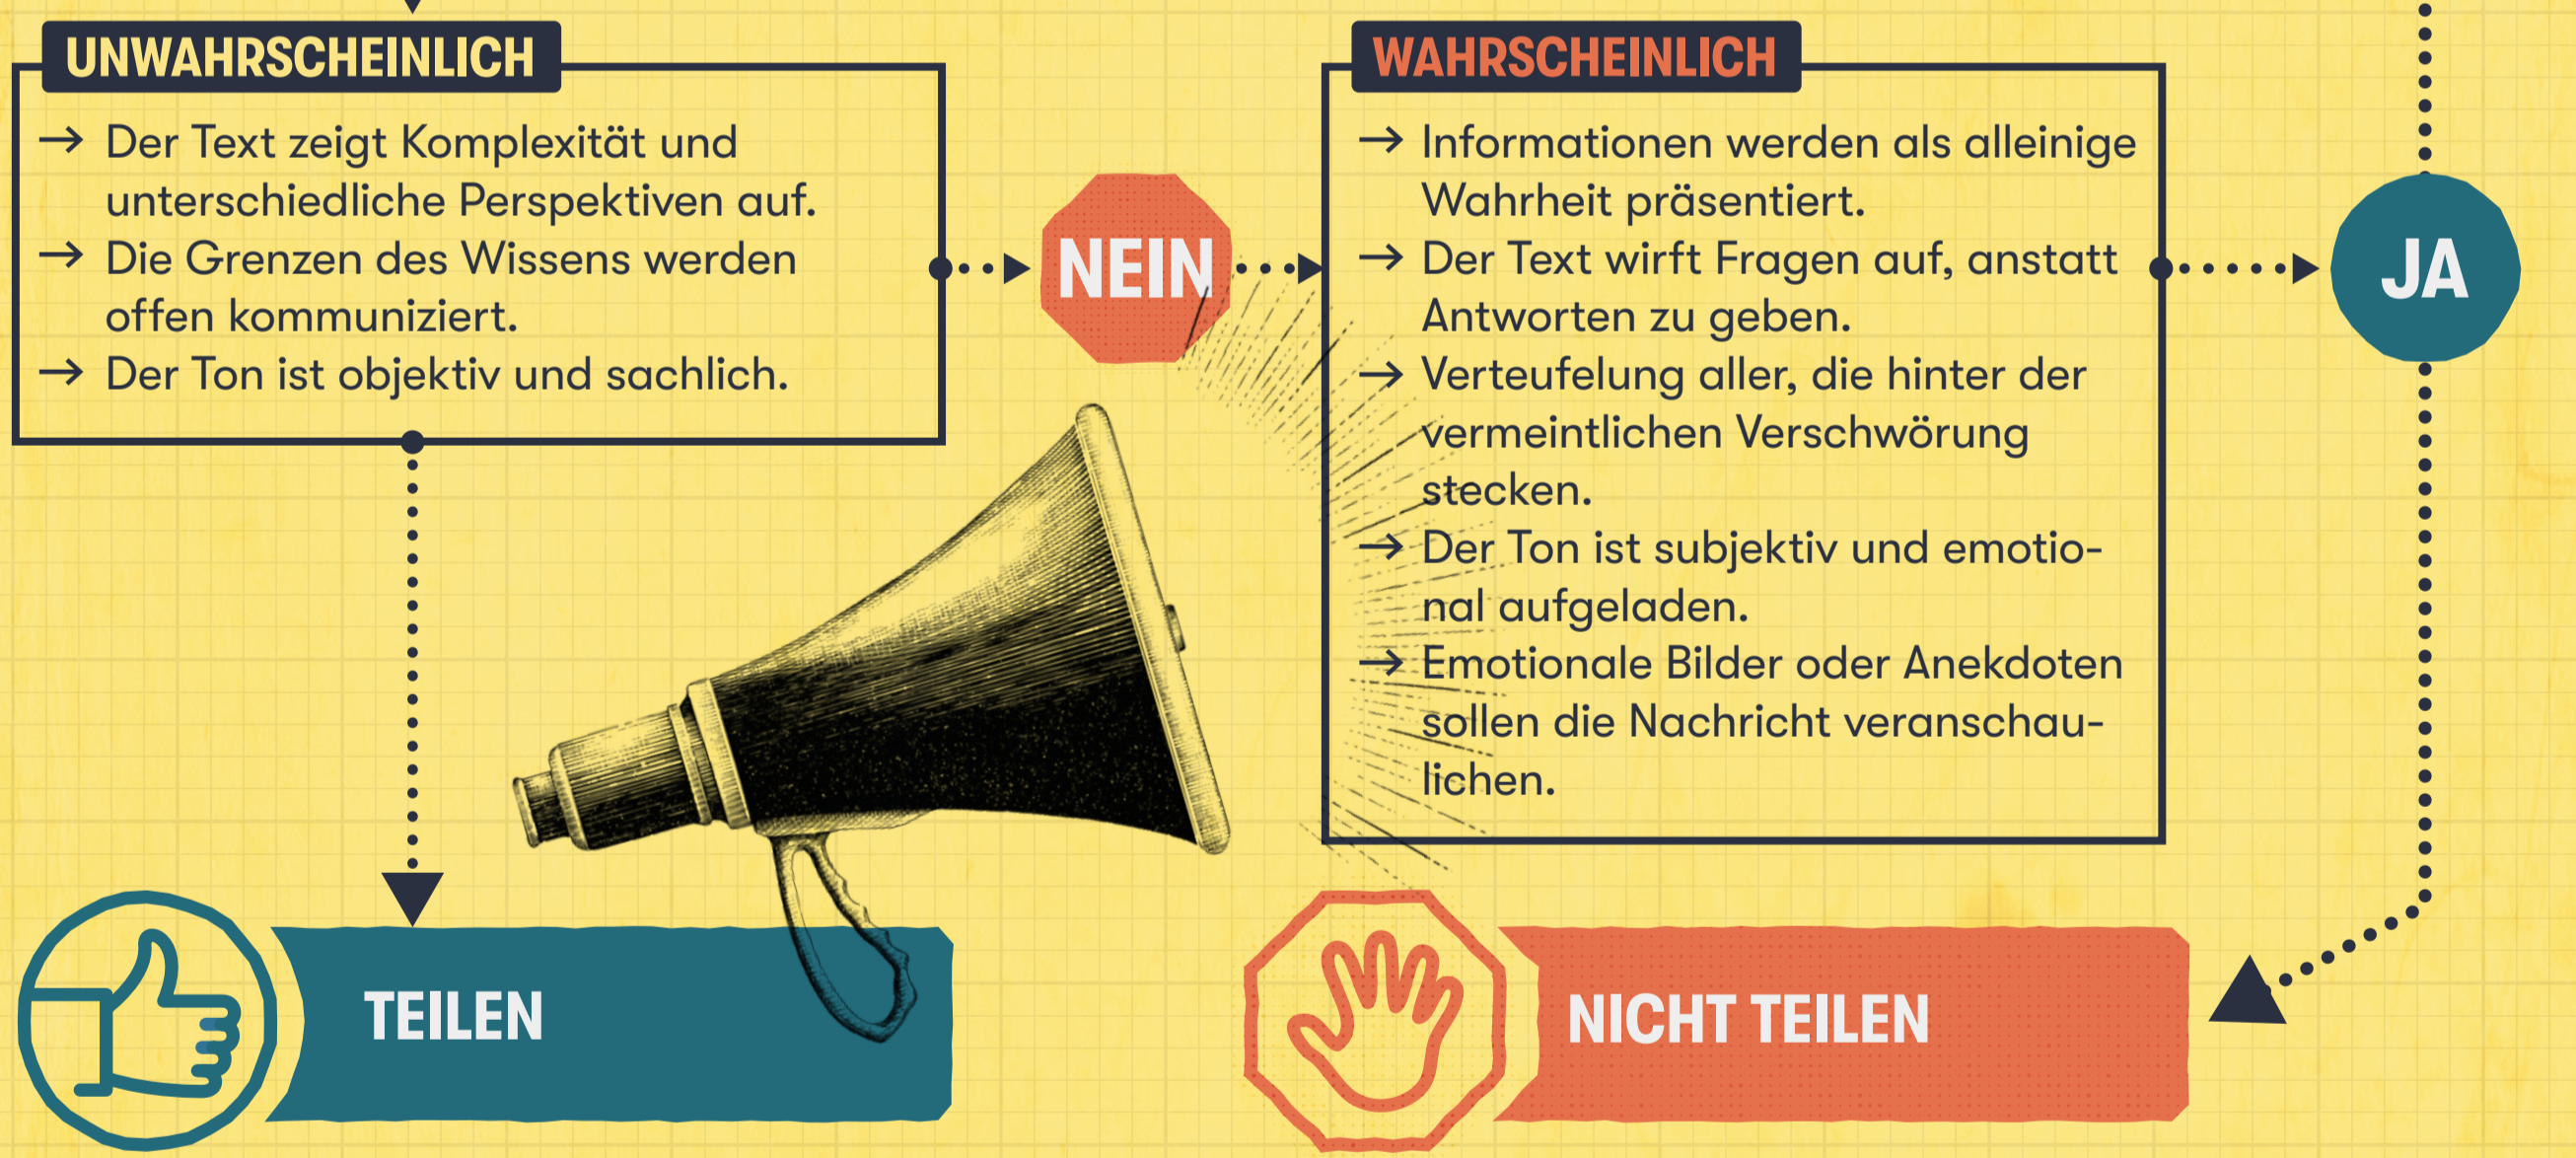 UNWAHRSCHEINLICH
→ Der Text zeigt Komplexität und
unterschiedliche Perspektiven auf.
→ Die Grenzen des Wissens werden
offen kommuniziert.
→ Der Ton ist objektiv und sachlich.
NEIN
WAHRSCHEINLICH
→ Informationen werden als alleinige
Wahrheit präsentiert.
→ Der Text wirft Fragen auf, anstatt
Antworten zu geben.
→ Verteufelung aller, die hinter der
vermeintlichen Verschwörung
stecken.
→ Der Ton ist subjektiv und emotio-
nal aufgeladen.
→ Emotionale Bilder oder Anekdoten
sollen die Nachricht veranschau-
lichen.
JA
TEILEN
NICHT TEILEN